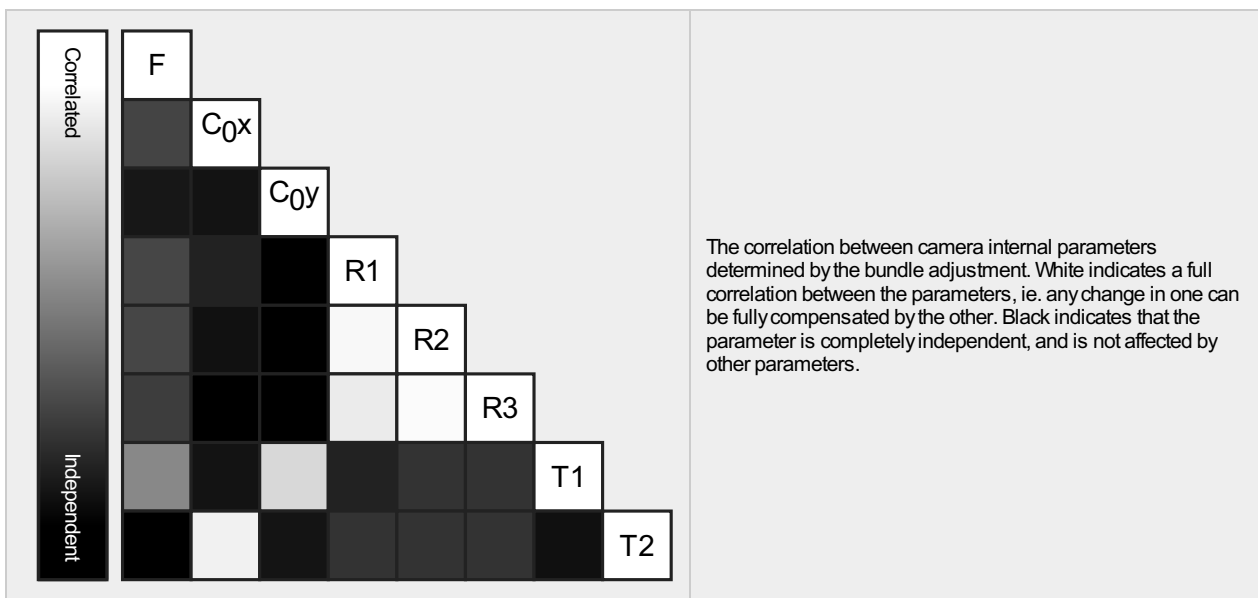 Correlated
Independent
F
C0x
C0y
R1
R2
R3
T1
T2
The correlation between camera internal parameters
determined by the bundle adjustment. White indicates a full
correlation between the parameters, ie. any change in one can
be fully compensated by the other. Black indicates that the
parameter is completely independent, and is not affected by
other parameters.